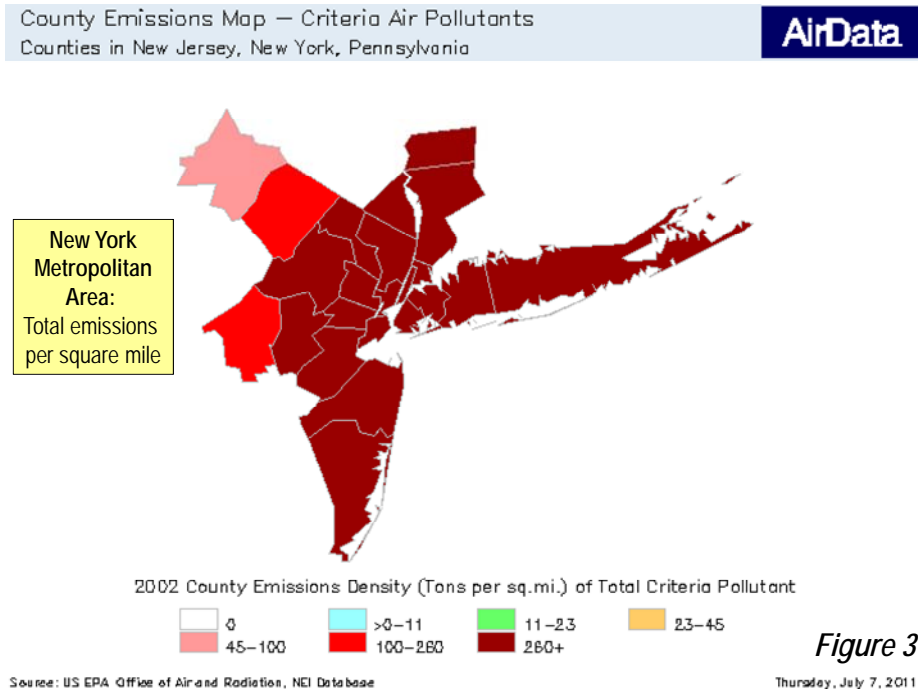 County Emissions Map – Criteria Air Pollutants
Counties in New Jersey, New York, Pennsylvania
AirData
New York
Metropolitan
Area:
Total emissions
per square mile
2002 County Emissions Density (Tons per sq.mi.) of Total Criteria Pollutant
0 >0-11 11-23 23-45
45-100 100-260 260+
Figure 3
Source: US EPA Office of Air and Radiation, NEI Database
Thursday, July 7, 2011